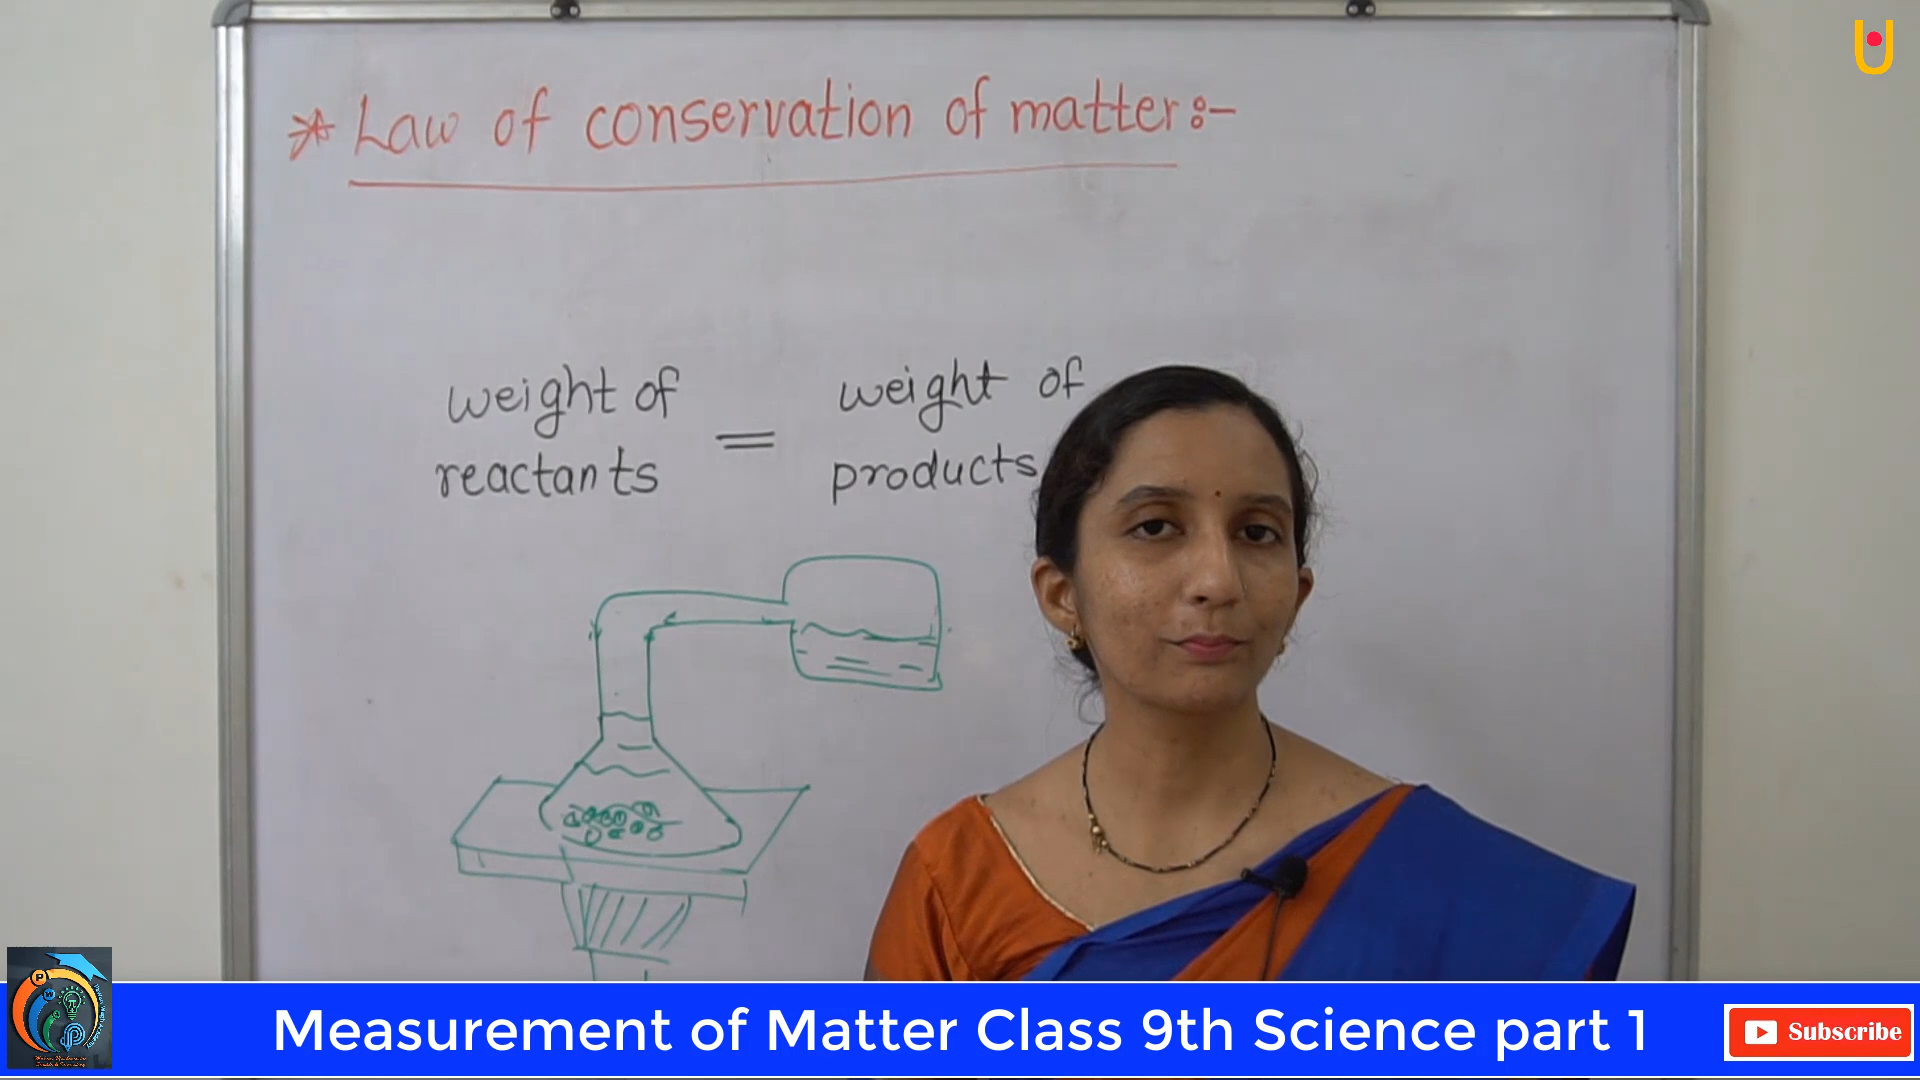 * Law of conservation of matter:-
weight of
reactants
=
weight of
products
Measurement of Matter Class 9th Science part 1
Subscribe